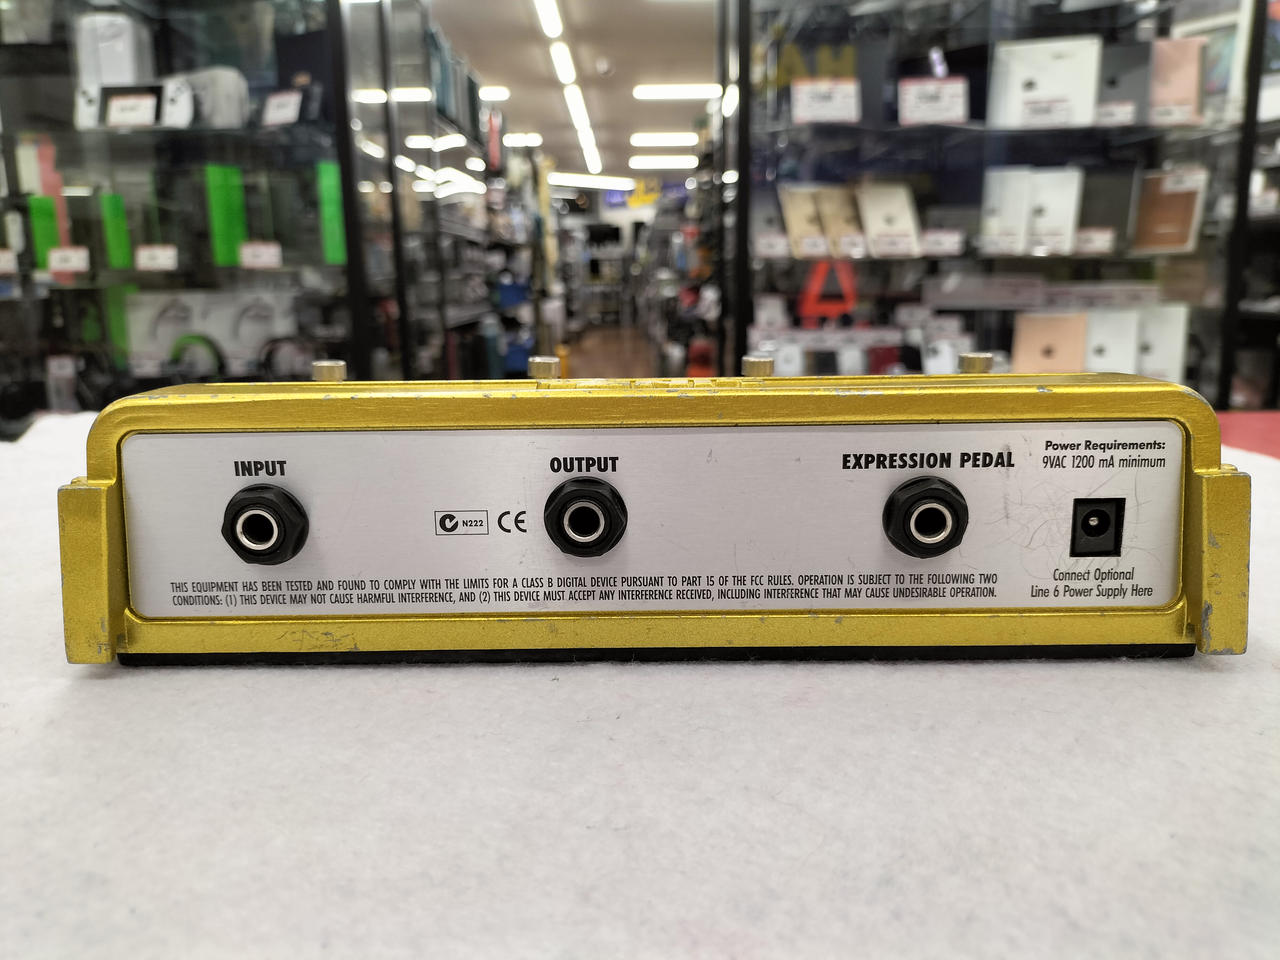 INPUT
OUTPUT
EXPRESSION PEDAL
Power Requirements:
9VAC 1200 mA minimum
N222
CE
THIS EQUIPMENT HAS BEEN TESTED AND FOUND TO COMPLY WITH THE LIMITS FOR A CLASS B DIGITAL DEVICE PURSUANT TO PART 15 OF THE FCC RULES. OPERATION IS SUBJECT TO THE FOLLOWING TWO
CONDITIONS: (1) THIS DEVICE MAY NOT CAUSE HARMFUL INTERFERENCE, AND (2) THIS DEVICE MUST ACCEPT ANY INTERFERENCE RECEIVED, INCLUDING INTERFERENCE THAT MAY CAUSE UNDESIRABLE OPERATION.
Connect Optional
Line 6 Power Supply Here